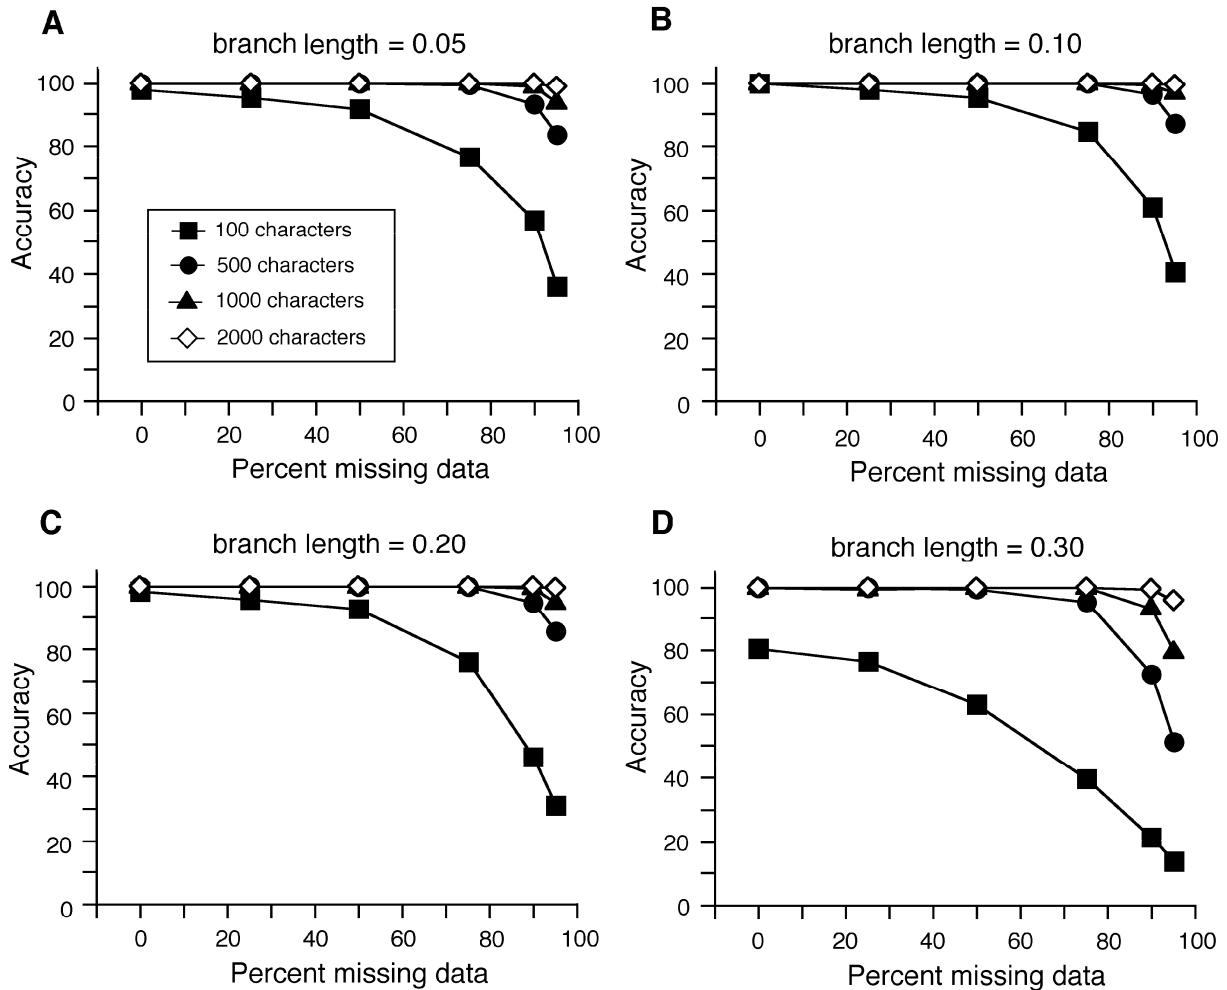 A
branch length = 0.05
100
80
60
40
20
0
Accuracy
100 characters
500 characters
1000 characters
2000 characters
0 20 40 60 80 100
Percent missing data
B
branch length = 0.10
100
80
60
40
20
0
Accuracy
0 20 40 60 80 100
Percent missing data
C
branch length = 0.20
100
80
60
40
20
0
Accuracy
0 20 40 60 80 100
Percent missing data
D
branch length = 0.30
100
80
60
40
20
0
Accuracy
0 20 40 60 80 100
Percent missing data